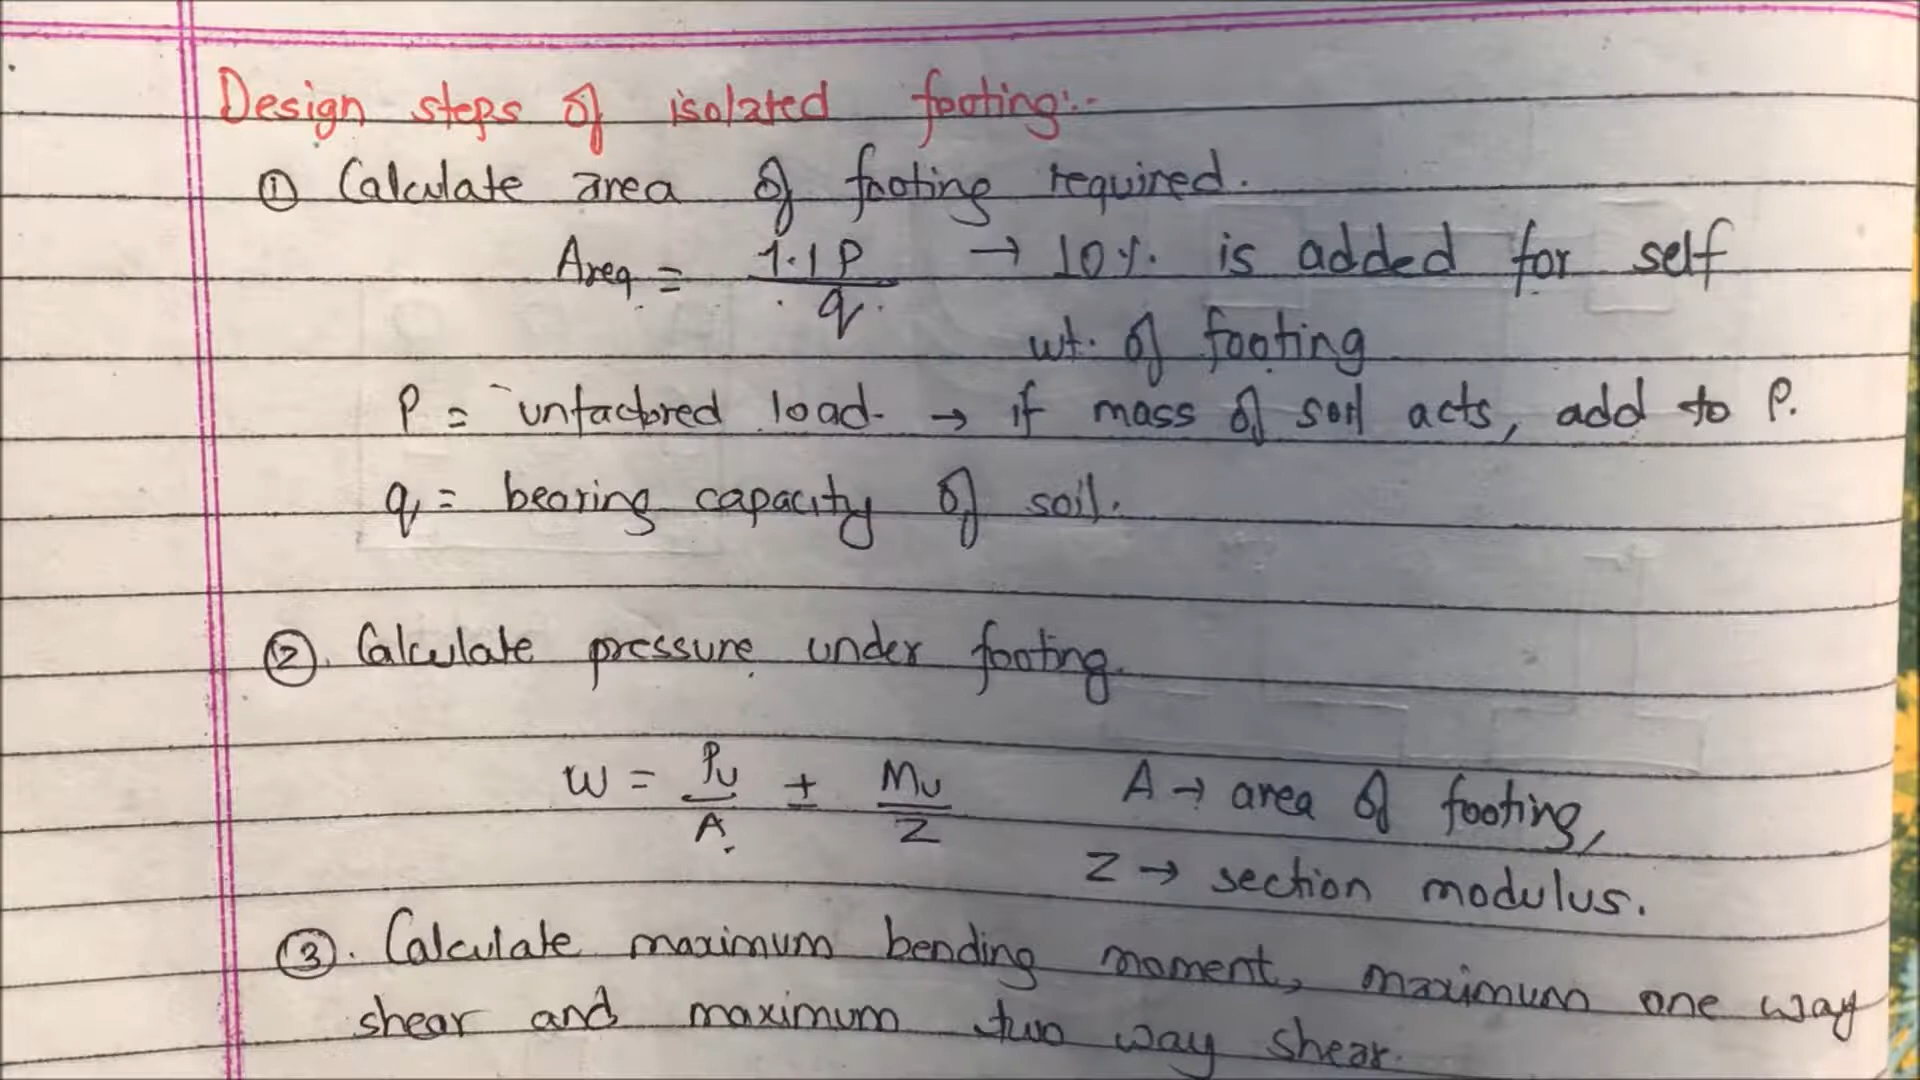 Design steps of isolated footing:-
① Calculate area of footing required.
Areq = 1.1P / q → 10%. is added for self
wt. of footing
P = unfactored load. → if mass of soil acts, add to P.
q = bearing capacity of soil.
②. Calculate pressure under footing.
w = Pu / A ± Mu / Z A → area of footing,
Z → section modulus.
③. Calculate maximum bending moment, maximum one way
shear and maximum two way shear.